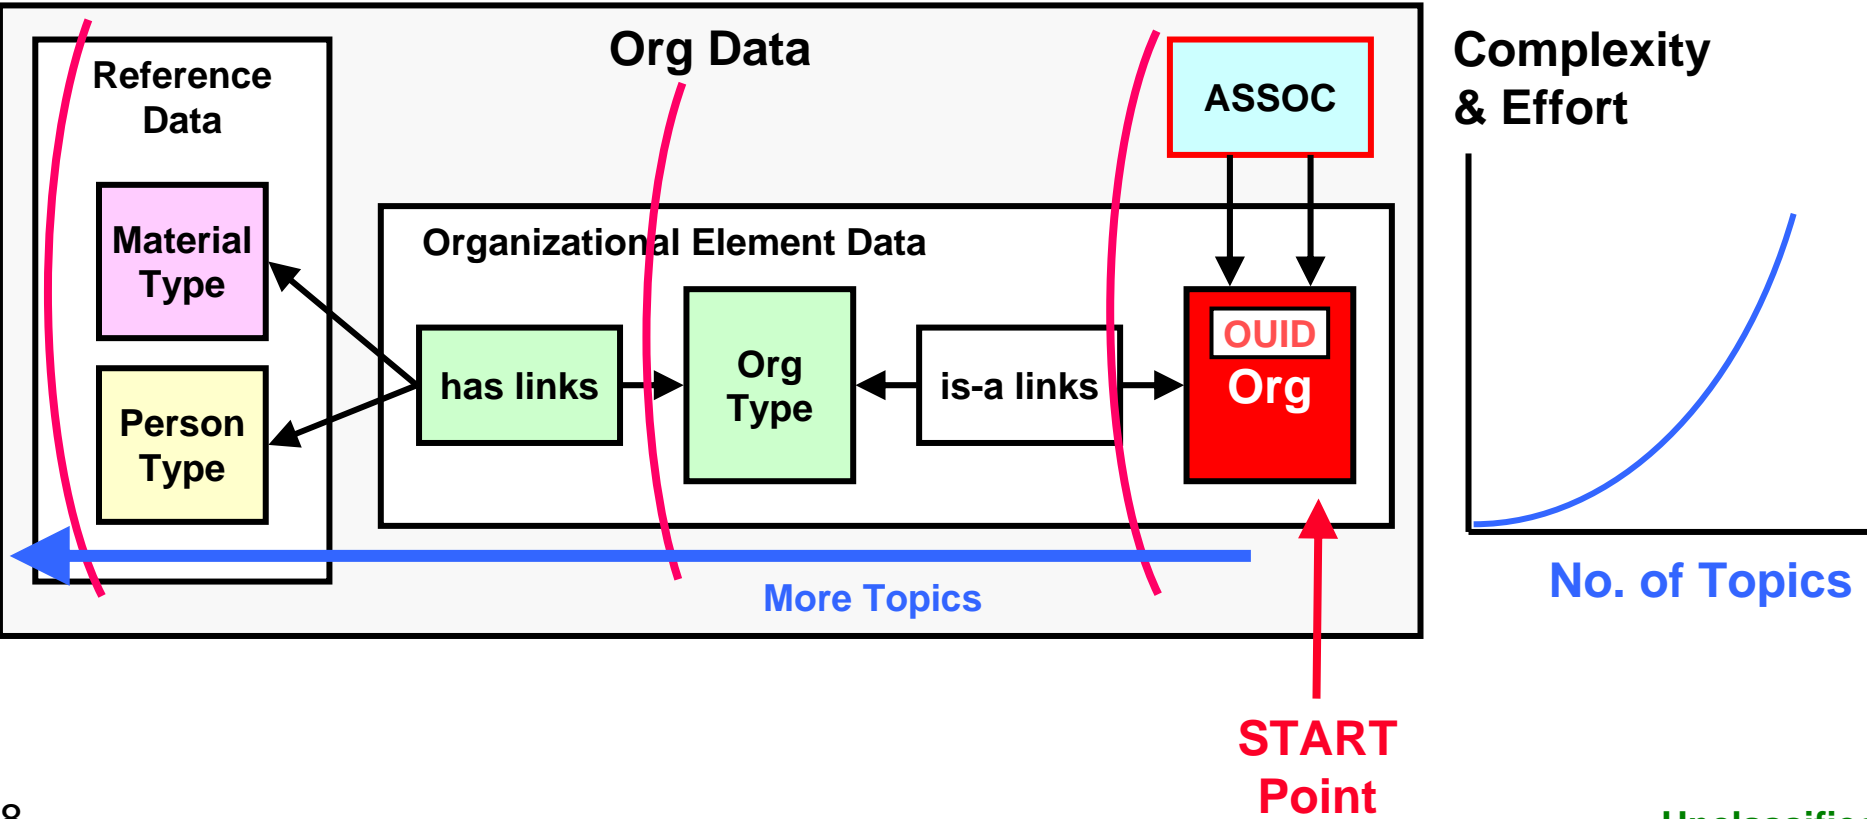 Org Data
Reference
Data
Material
Type
Person
Type
Organizational Element Data
has links
Org
Type
is-a links
ASSOC
OUID
Org
More Topics
START
Point
Complexity
& Effort
No. of Topics